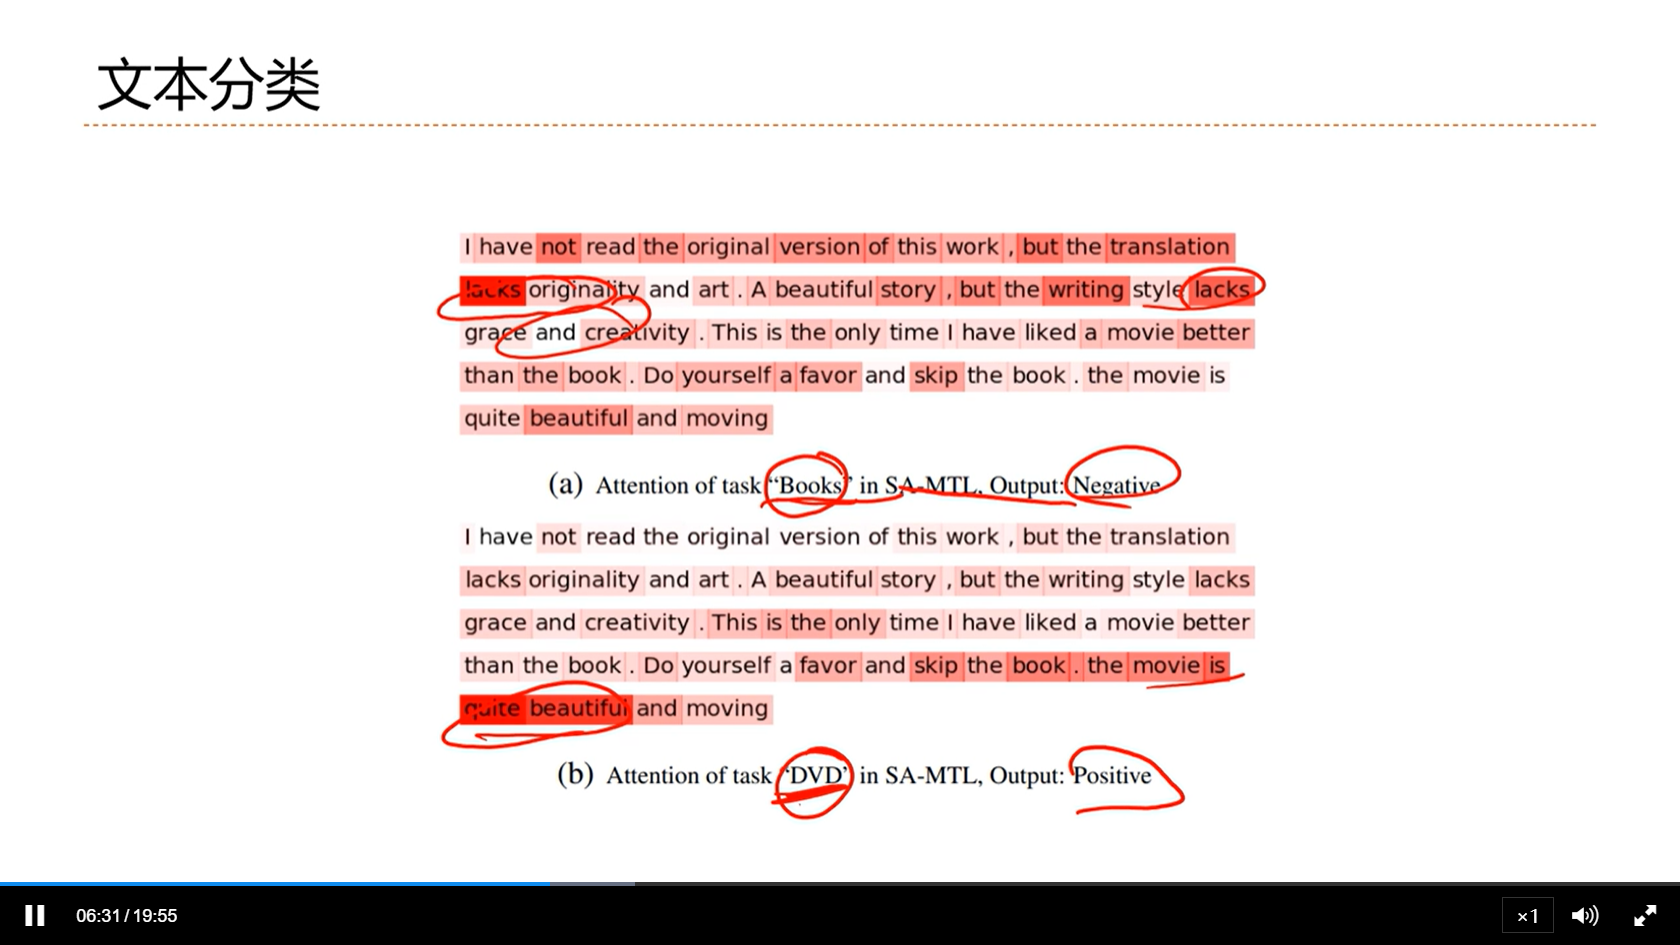 文本分类
I have not read the original version of this work , but the translation
lacks originality and art . A beautiful story , but the writing style lacks
grace and creativity . This is the only time I have liked a movie better
than the book . Do yourself a favor and skip the book . the movie is
quite beautiful and moving
(a) Attention of task “Books” in SA-MTL, Output: Negative
I have not read the original version of this work , but the translation
lacks originality and art . A beautiful story , but the writing style lacks
grace and creativity . This is the only time I have liked a movie better
than the book . Do yourself a favor and skip the book . the movie is
quite beautiful and moving
(b) Attention of task “DVD” in SA-MTL, Output: Positive
06:31 / 19:55
×1